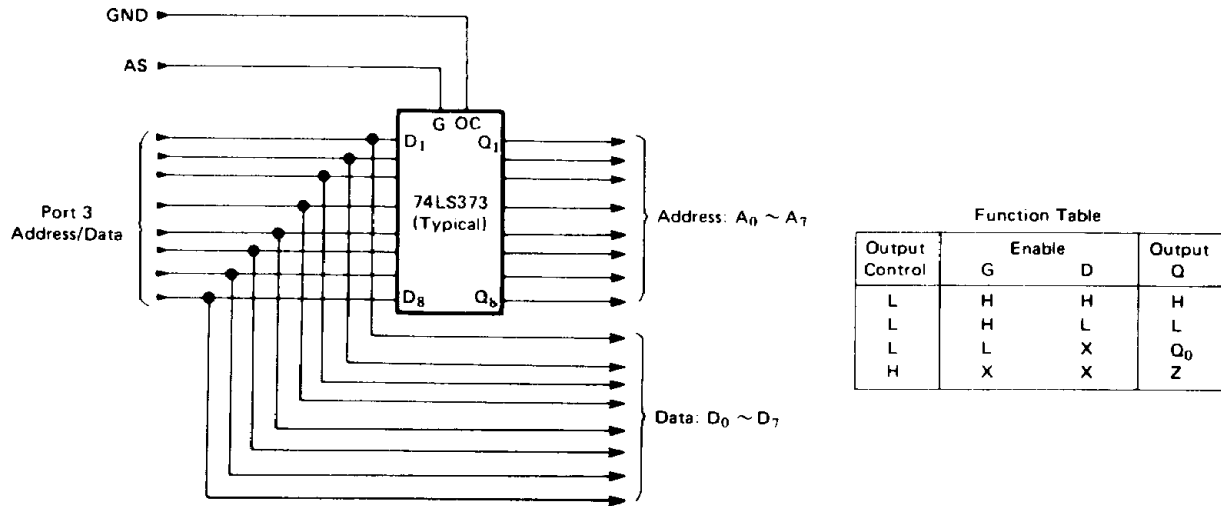 GND
AS
G OC
D1 Q1
Port 3
Address/Data
74LS373
(Typical)
Address: A0 ~ A7
D8 Q8
Data: D0 ~ D7
Function Table
Output Control Enable Output
G D Q
L H H H
L H L L
L L X Q0
H X X Z